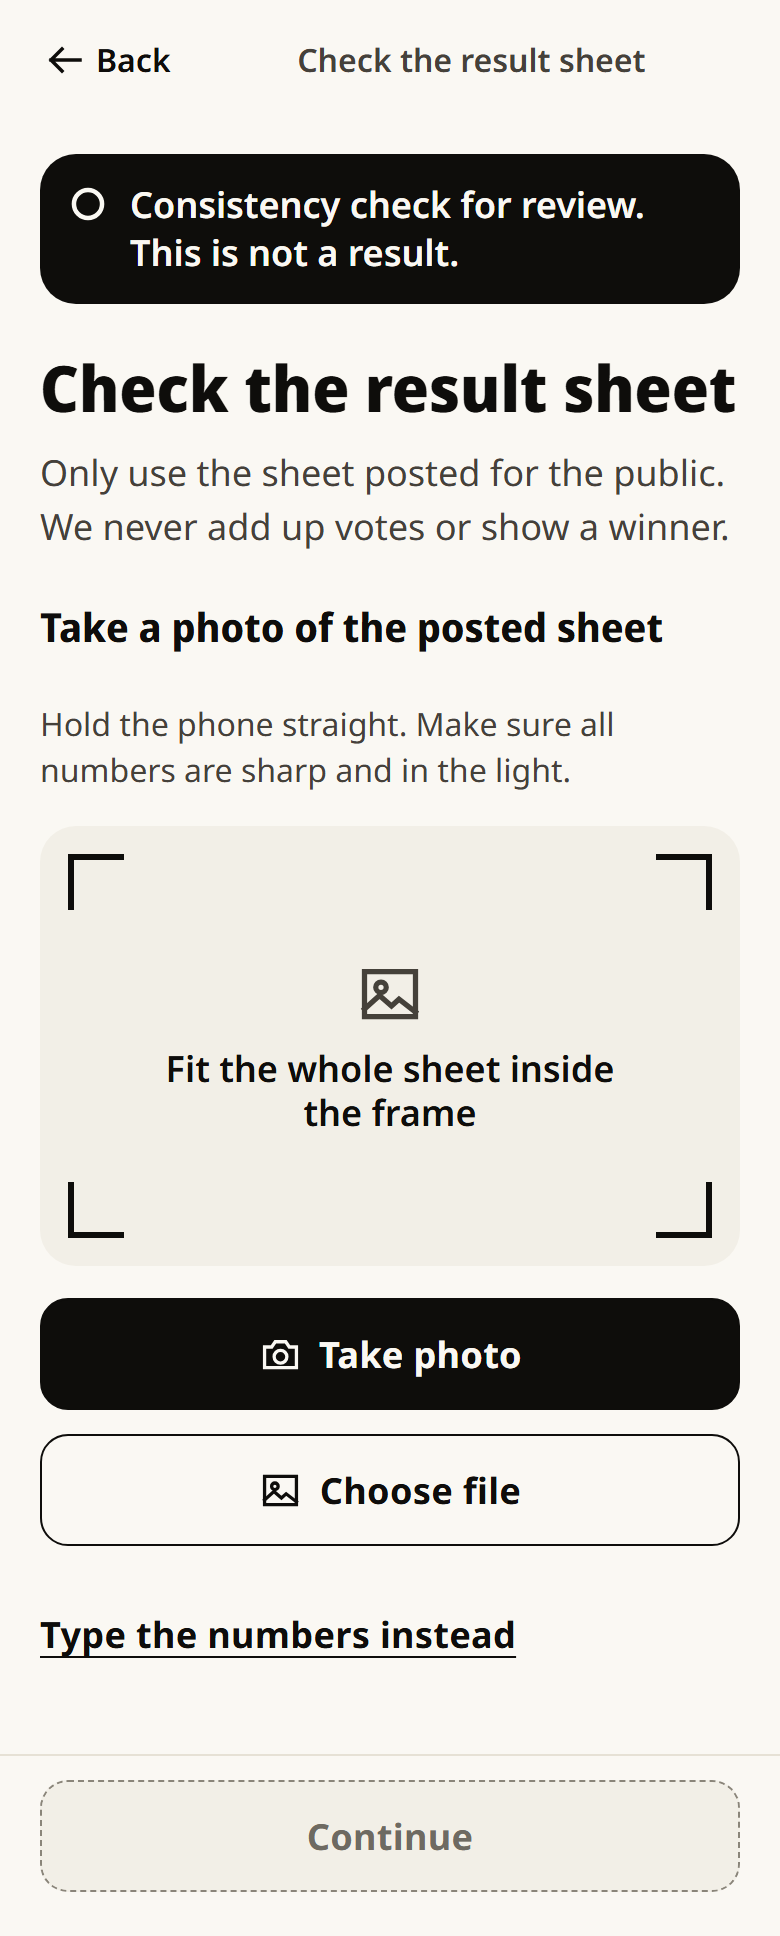 Back
Check the result sheet
Consistency check for review.
This is not a result.
Check the result sheet
Only use the sheet posted for the public.
We never add up votes or show a winner.
Take a photo of the posted sheet
Hold the phone straight. Make sure all
numbers are sharp and in the light.
Fit the whole sheet inside
the frame
Take photo
Choose file
Type the numbers instead
Continue